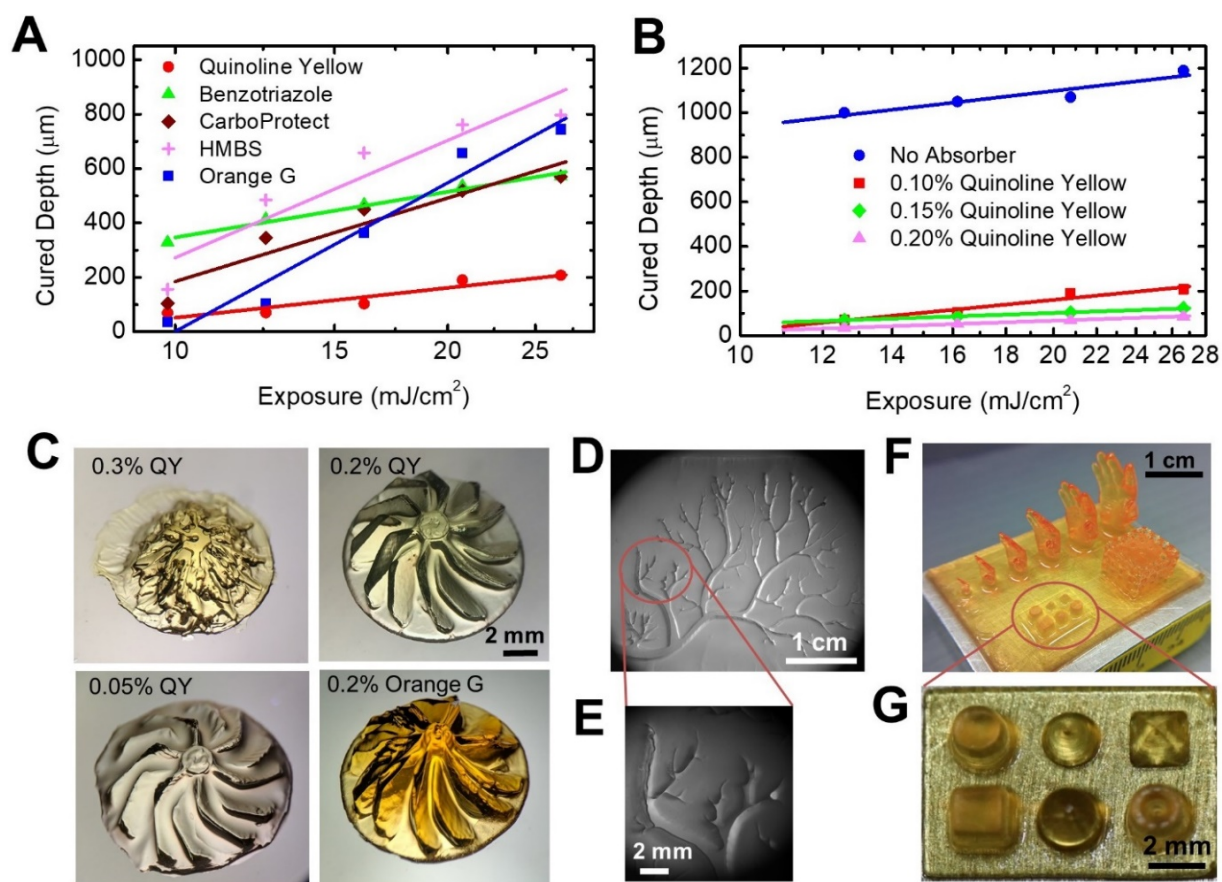 A
1000
800
600
400
200
0
Cured Depth (μm)
Quinoline Yellow
Benzotriazole
CarboProtect
HMBS
Orange G
10
15
20
25
Exposure (mJ/cm²)
B
1200
1000
800
600
400
200
0
Cured Depth (μm)
No Absorber
0.10% Quinoline Yellow
0.15% Quinoline Yellow
0.20% Quinoline Yellow
10
12
14
16
18
20
22
24
26
28
Exposure (mJ/cm²)
C
0.3% QY
0.2% QY
2 mm
0.05% QY
0.2% Orange G
D
1 cm
E
2 mm
F
1 cm
G
2 mm